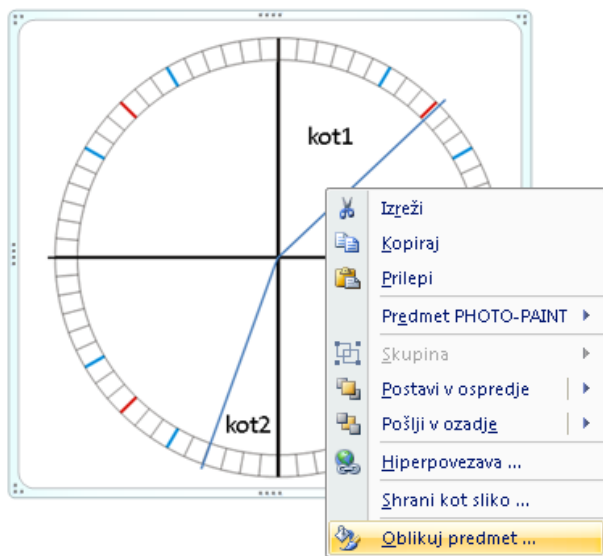 kot1
kot2
Izreži
Kopiraj
Prilepi
Predmet PHOTO-PAINT
Skupina
Postavi v ospredje
Pošlji v ozadje
Hiperpovezava ...
Shrani kot sliko ...
Oblikuj predmet ...